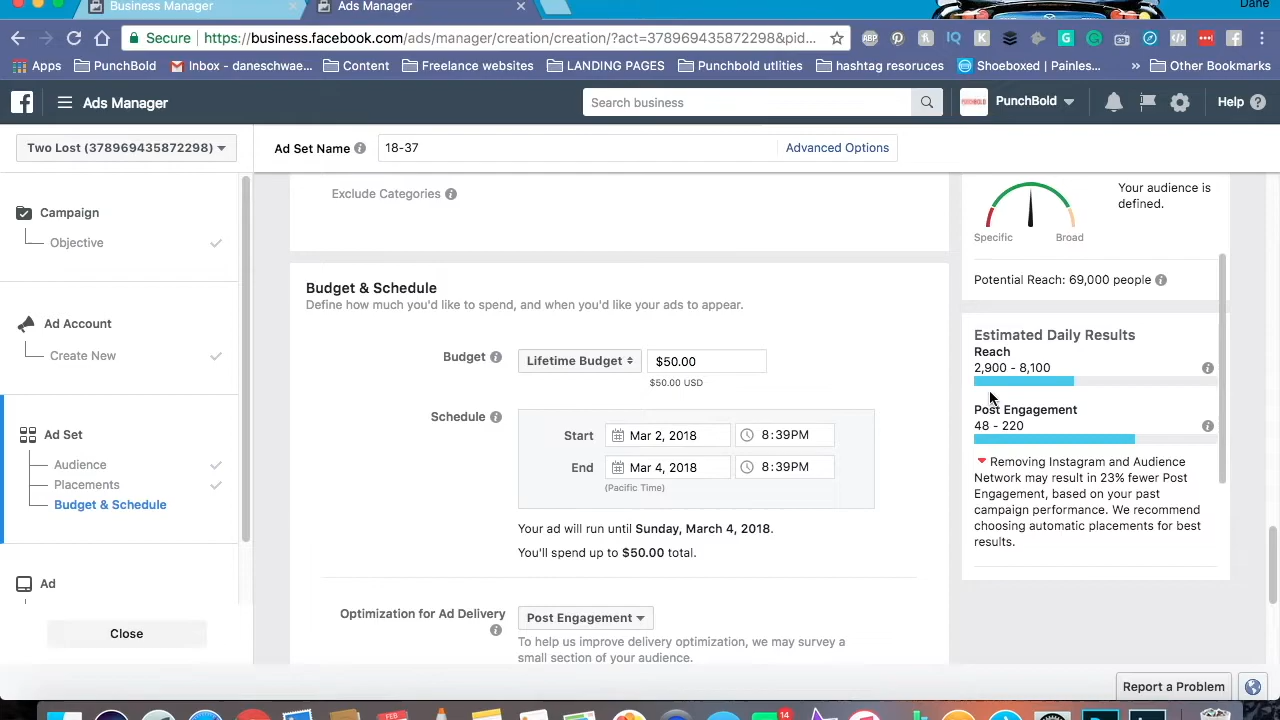 Business Manager
Ads Manager
Dane
Secure
https://business.facebook.com/ads/manager/creation/creation/?act=378969435872298&pid...
Apps
PunchBold
Inbox - daneschwae...
Content
Freelance websites
LANDING PAGES
Punchbold utlities
hashtag resoruces
Shoeboxed | Painles...
»
Other Bookmarks
Ads Manager
Search business
PunchBold
Help
Two Lost (378969435872298)
Ad Set Name
18-37
Advanced Options
Campaign
Objective
Ad Account
Create New
Ad Set
Audience
Placements
Budget & Schedule
Ad
Close
Exclude Categories
Budget & Schedule
Define how much you'd like to spend, and when you'd like your ads to appear.
Budget
Lifetime Budget
$50.00
$50.00 USD
Schedule
Start
Mar 2, 2018
8:39PM
End
Mar 4, 2018
8:39PM
(Pacific Time)
Your ad will run until Sunday, March 4, 2018.
You'll spend up to $50.00 total.
Optimization for Ad Delivery
Post Engagement
To help us improve delivery optimization, we may survey a
small section of your audience.
Your audience is
defined.
Specific
Broad
Potential Reach: 69,000 people
Estimated Daily Results
Reach
2,900 - 8,100
Post Engagement
48 - 220
Removing Instagram and Audience
Network may result in 23% fewer Post
Engagement, based on your past
campaign performance. We recommend
choosing automatic placements for best
results.
Report a Problem
FEB
14